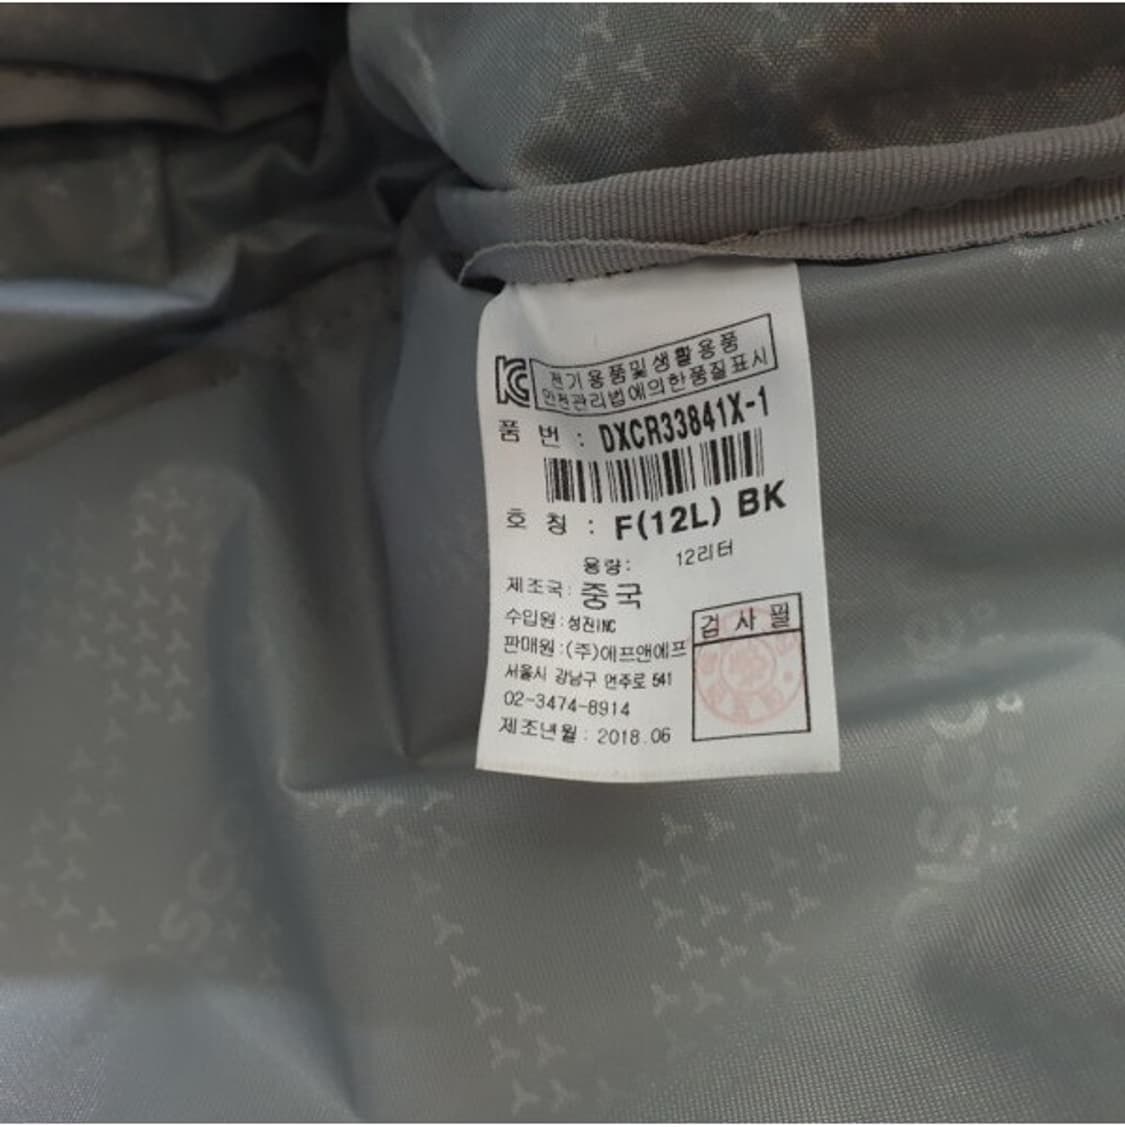 KC 전기용품및생활용품
안전관리법에의한품질표시
품 번 : DXCR33841X-1
호 칭 : F(12L) BK
용량: 12리터
제조국: 중국
수입원:성진INC
판매원:(주)에프앤에프
서울시 강남구 언주로 541
02-3474-8914
제조년월: 2018.06
검 사 필